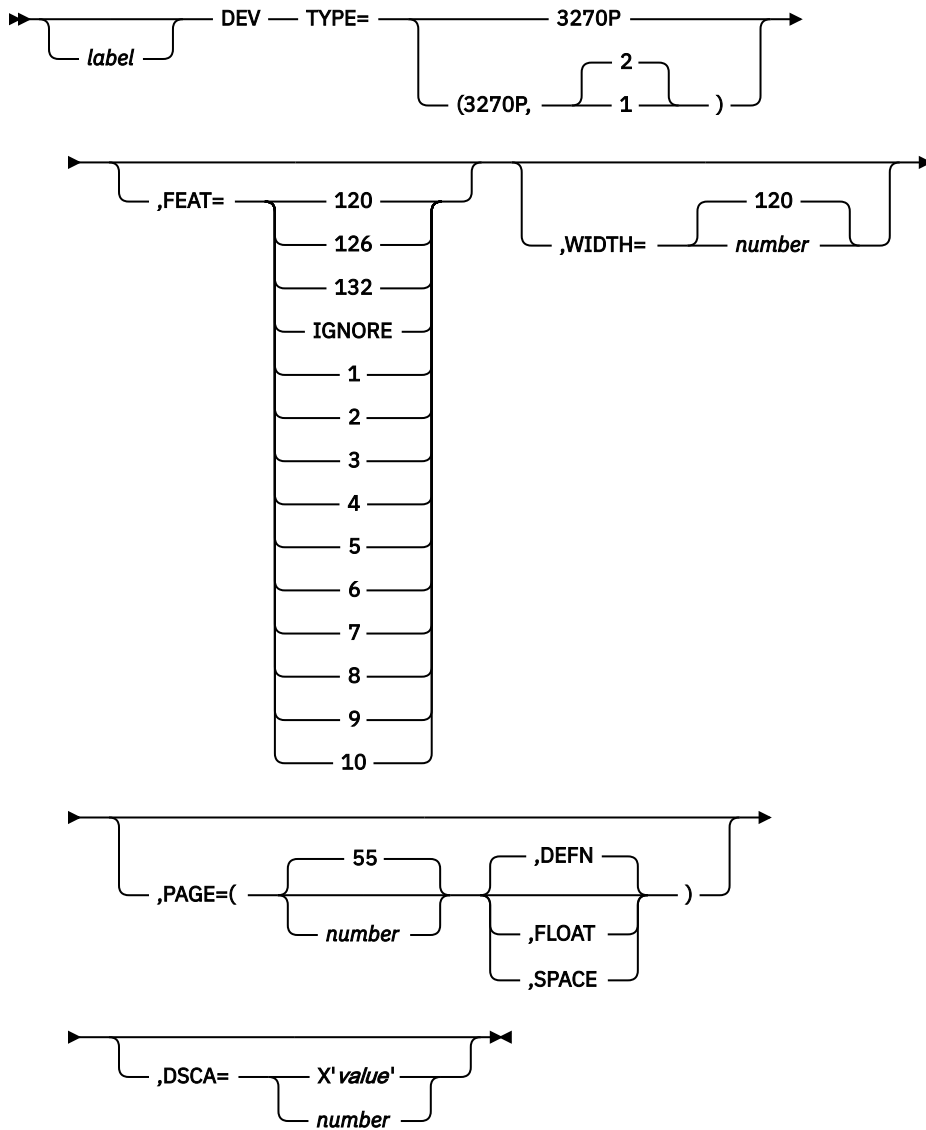 DEV TYPE= 3270P
label
2
(3270P, 1 )
,FEAT= 120
126
132
IGNORE
1
2
3
4
5
6
7
8
9
10
120
,WIDTH= number
55
,PAGE=(
number
,DEFN
,FLOAT
,SPACE
)
,DSCA= X'value'
number